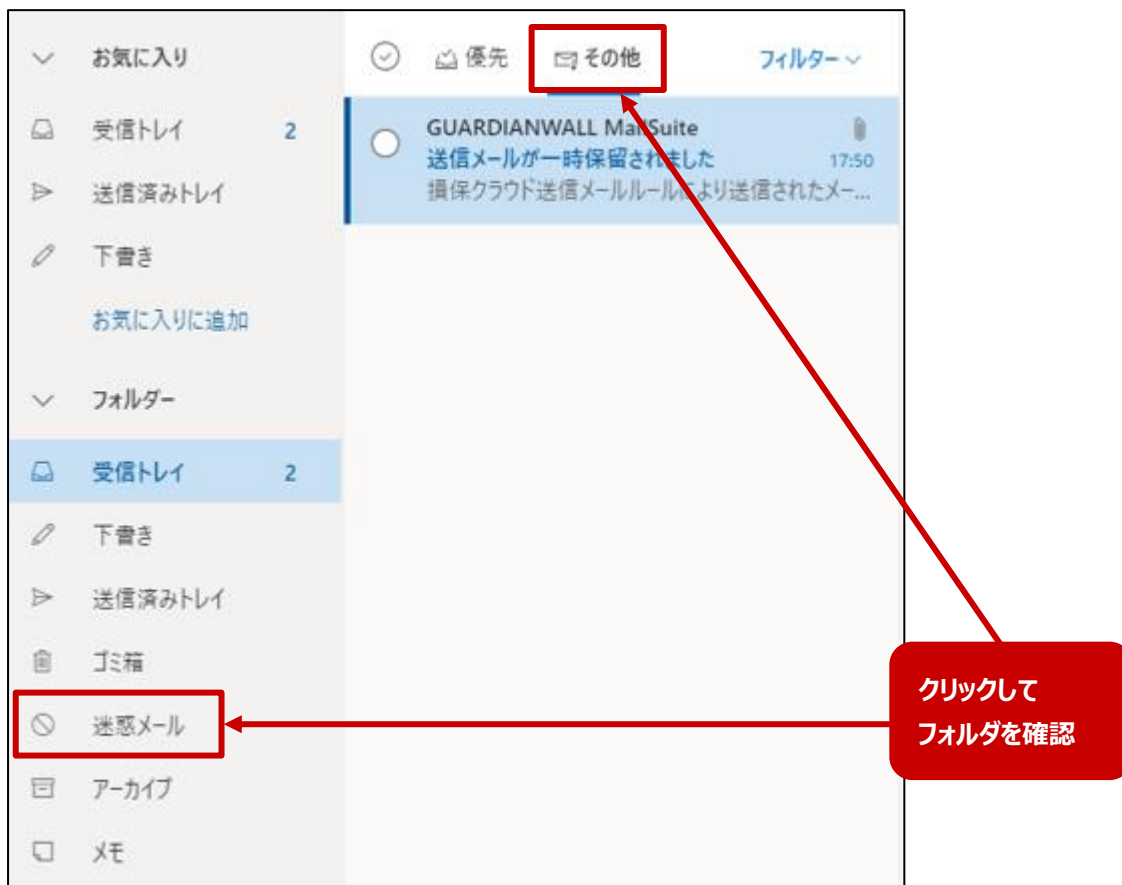 お気に入り
受信トレイ 2
送信済みトレイ
下書き
お気に入りに追加
フォルダー
受信トレイ 2
下書き
送信済みトレイ
ゴミ箱
迷惑メール
アーカイブ
メモ
優先 その他 フィルター
GUARDIANWALL MailSuite
送信メールが一時保留されました 17:50
損保クラウド送信メールルールにより送信されたメー...
クリックして
フォルダを確認